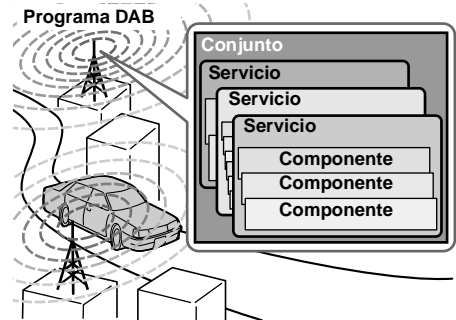 Programa DAB
Conjunto
Servicio
Servicio
Servicio
Componente
Componente
Componente